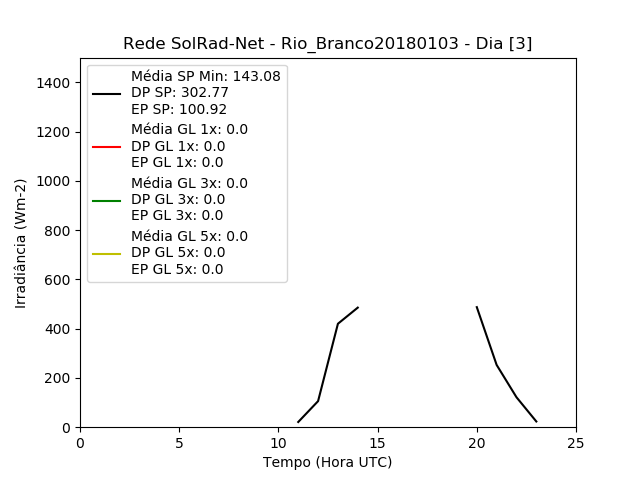 Rede SolRad-Net - Rio_Branco20180103 - Dia [3]
Média SP Min: 143.08
DP SP: 302.77
EP SP: 100.92
Média GL 1x: 0.0
DP GL 1x: 0.0
EP GL 1x: 0.0
Média GL 3x: 0.0
DP GL 3x: 0.0
EP GL 3x: 0.0
Média GL 5x: 0.0
DP GL 5x: 0.0
EP GL 5x: 0.0
Irradiância (Wm-2)
1400
1200
1000
800
600
400
200
0
0 5 10 15 20 25
Tempo (Hora UTC)